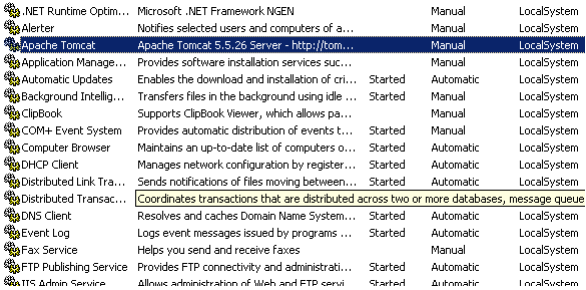 .NET Runtime Optim... Microsoft .NET Framework NGEN Manual LocalSystem
Alerter Notifies selected users and computers of a... Manual LocalSystem
Apache Tomcat Apache Tomcat 5.5.26 Server - http://tom... Manual LocalSystem
Application Manage... Provides software installation services suc... Manual LocalSystem
Automatic Updates Enables the download and installation of cri... Started Automatic LocalSystem
Background Intellig... Transfers files in the background using idle ... Started Manual LocalSystem
ClipBook Supports ClipBook Viewer, which allows pa... Manual LocalSystem
COM+ Event System Provides automatic distribution of events t... Started Manual LocalSystem
Computer Browser Maintains an up-to-date list of computers o... Started Automatic LocalSystem
DHCP Client Manages network configuration by register... Started Automatic LocalSystem
Distributed Link Tra... Sends notifications of files moving between... Started Automatic LocalSystem
Distributed Transac... Coordinates transactions that are distributed across two or more databases, message queue
DNS Client Resolves and caches Domain Name System... Started Automatic LocalSystem
Event Log Logs event messages issued by programs ... Started Automatic LocalSystem
Fax Service Helps you send and receive faxes Manual LocalSystem
FTP Publishing Service Provides FTP connectivity and administrati... Started Automatic LocalSystem
IIS Admin Service Allows administration of Web and FTP servi... Started Automatic LocalSystem